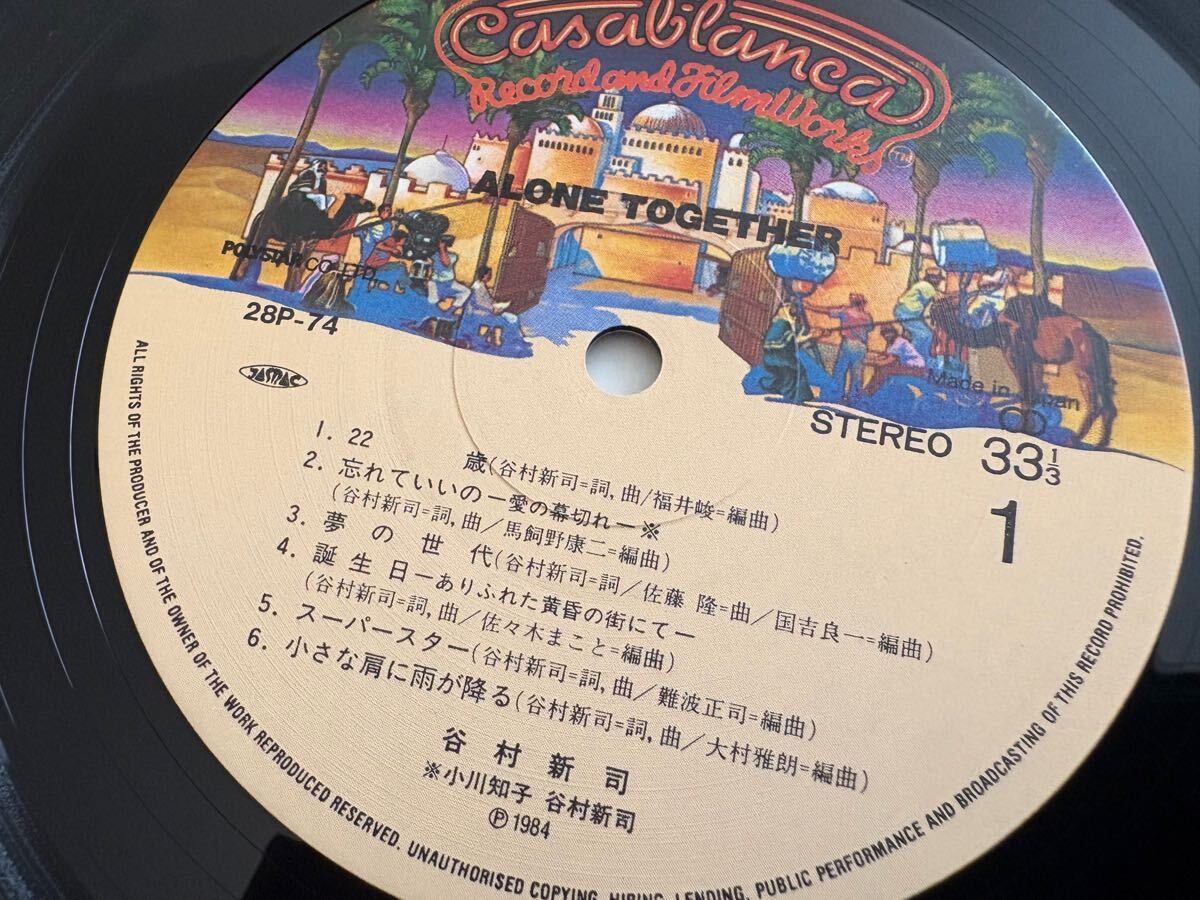 Casablanca
Record and FilmWorks TM
ALONE TOGETHER
POLYSTAR CO., LTD.
28P-74
JASRAC
Made in Japan
STEREO 33 1/3
1
1. 22 歳(谷村新司=詞,曲/福井峻=編曲)
2. 忘れていいの—愛の幕切れ—※
(谷村新司=詞,曲/馬飼野康二=編曲)
3. 夢の世代(谷村新司=詞/佐藤 隆=曲/国吉良一=編曲)
4. 誕生日—ありふれた黄昏の街にて—
(谷村新司=詞,曲/佐々木まこと=編曲)
5. スーパースター(谷村新司=詞,曲/難波正司=編曲)
6. 小さな肩に雨が降る(谷村新司=詞,曲/大村雅朗=編曲)
谷村新司
※小川知子 谷村新司
Ⓟ1984
ALL RIGHTS OF THE PRODUCER AND OF THE OWNER OF THE WORK REPRODUCED RESERVED. UNAUTHORISED COPYING, HIRING, LENDING, PUBLIC PERFORMANCE AND BROADCASTING OF THIS RECORD PROHIBITED.